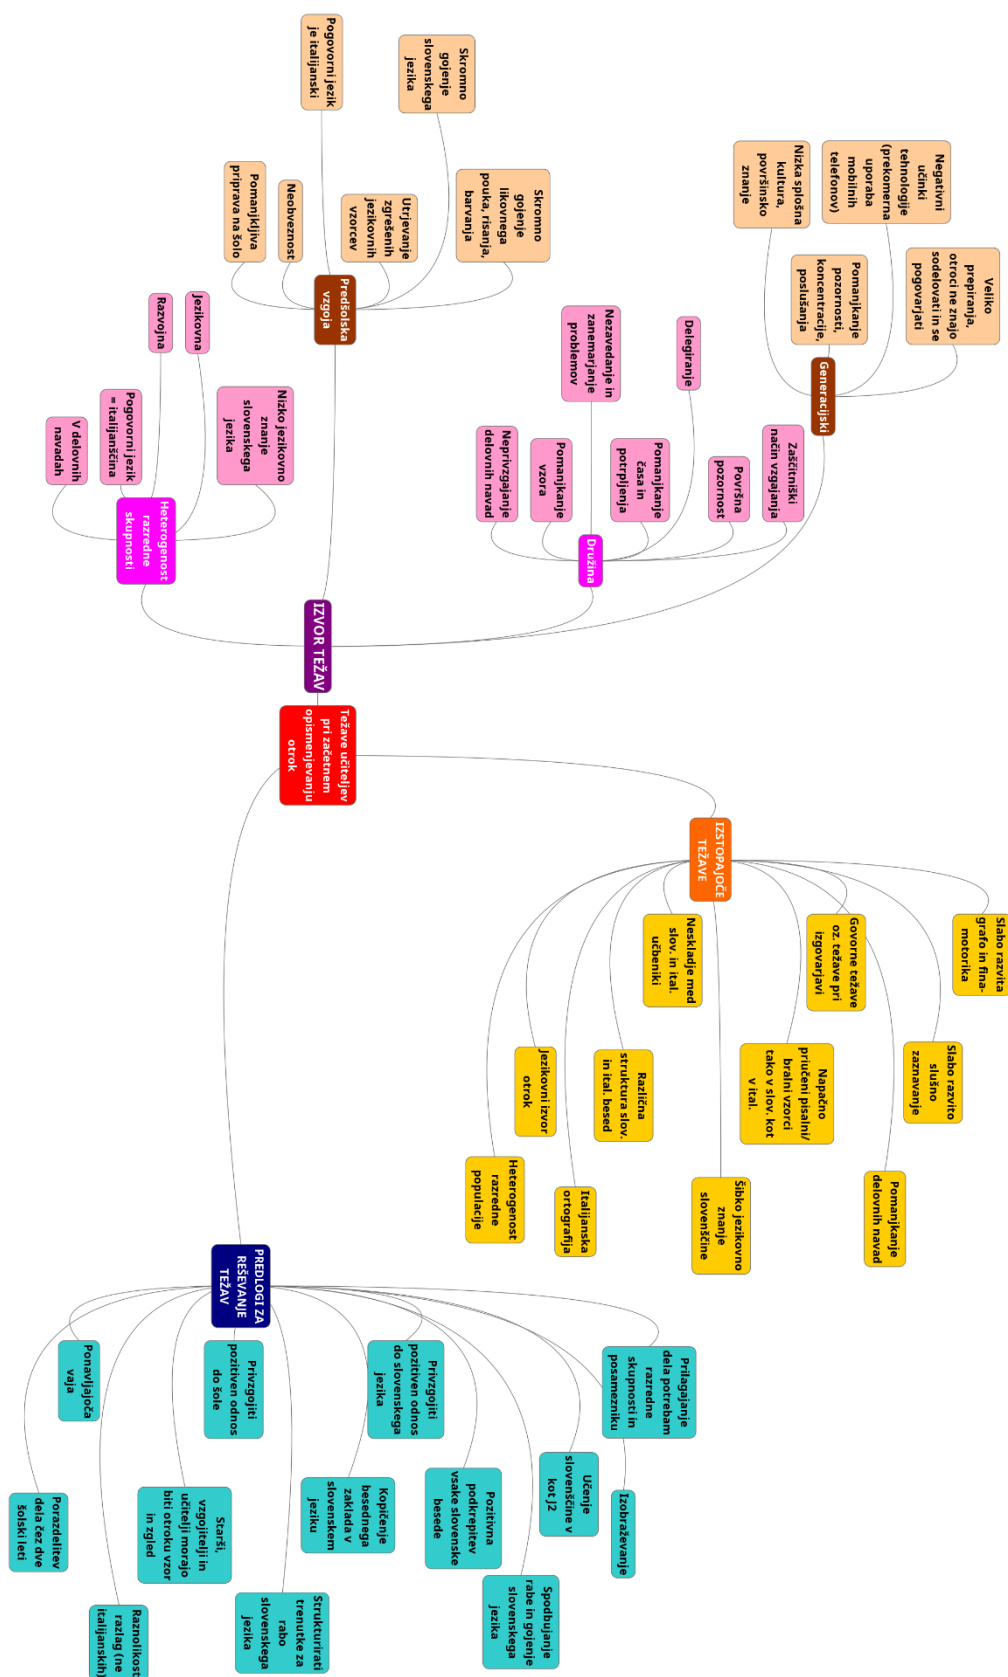 Težave učiteljev
pri začetnem
opismenjevanju
otrok
IZVOR TEŽAV
Generacijski
Veliko
prepiranja,
otroci ne znajo
sodelovati in se
pogovarjati
Negativni
učinki
tehnologije
(prekomerna
uporaba
mobilnih
telefonov)
Pomanjkanje
pozornosti,
koncentracije,
poslušanja
Nizka splošna
kultura,
površinsko
znanje
Družina
Zaščitniški
način vzgajanja
Površna
pozornost
Delegiranje
Pomanjkanje
časa in
potrpljenja
Nezavedanje in
zanemarjanje
problemov
Pomanjkanje
vzora
Neprivzgajanje
delovnih navad
Predšolska
vzgoja
Skromno
gojenje
likovnega
pouka, risanja,
barvanja
Skromno
gojenje
slovenskega
jezika
Utrjevanje
zgrešenih
jezikovnih
vzorcev
Pogovorni jezik
je italijanski
Neobveznost
Pomanjkljiva
priprava na šolo
Heterogenost
razredne
skupnosti
Nizko jezikovno
znanje
slovenskega
jezika
Jezikovna
Razvojna
Pogovorni jezik
= italijanščina
V delovnih
navadah
IZSTOPAJOČE
TEŽAVE
Slabo razvita
grafo in fina-
motorika
Slabo razvito
slušno
zaznavanje
Pomanjkanje
delovnih navad
Govorne težave
oz. težave pri
izgovarjavi
Napačno
priučeni pisalni/
bralni vzorci
tako v slov. kot
v ital.
Šibko jezikovno
znanje
slovenščine
Neskladje med
slov. in ital.
učbeniki
Različna
struktura slov.
in ital. besed
Italijanska
ortografija
Jezikovni izvor
otrok
Heterogenost
razredne
populacije
PREDLOGI ZA
REŠEVANJE
TEŽAV
Prilagajanje
dela potrebam
razredne
skupnosti in
posamezniku
Izobraževanje
Učenje
slovenščine v
kot J2
Spodbujanje
rabe in gojenje
slovenskega
jezika
Pozitivna
podkrepitev
vsake slovenske
besede
Privzgojiti
pozitiven odnos
do slovenskega
jezika
Kopičenje
besednega
zaklada v
slovenskem
jeziku
Strukturirati
trenutke za
rabo
slovenskega
jezika
Privzgojiti
pozitiven odnos
do šole
Starši,
vzgojitelji in
učitelji morajo
biti otroku vzor
in zgled
Raznolikost
razlag (ne
italijanskih)
Ponavljajoča
vaja
Porazdelitev
dela čez dve
šolski leti